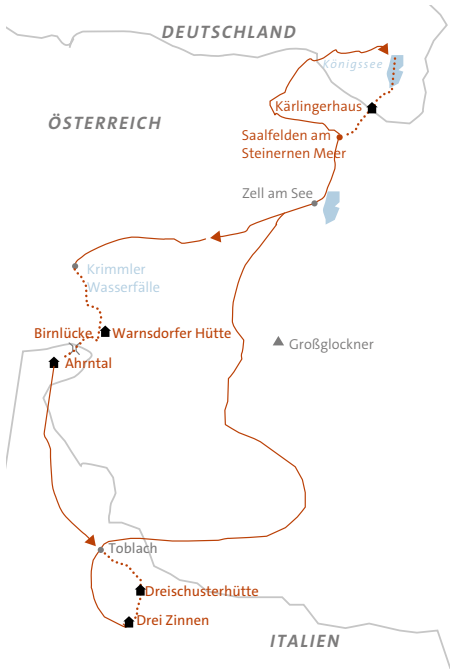 DEUTSCHLAND
Königssee
Kärlingerhaus
ÖSTERREICH
Saalfelden am
Steinernen Meer
Zell am See
Krimmler
Wasserfälle
Birnlücke
Warnsdorfer Hütte
Großglockner
Ahrntal
Toblach
Dreischusterhütte
Drei Zinnen
ITALIEN